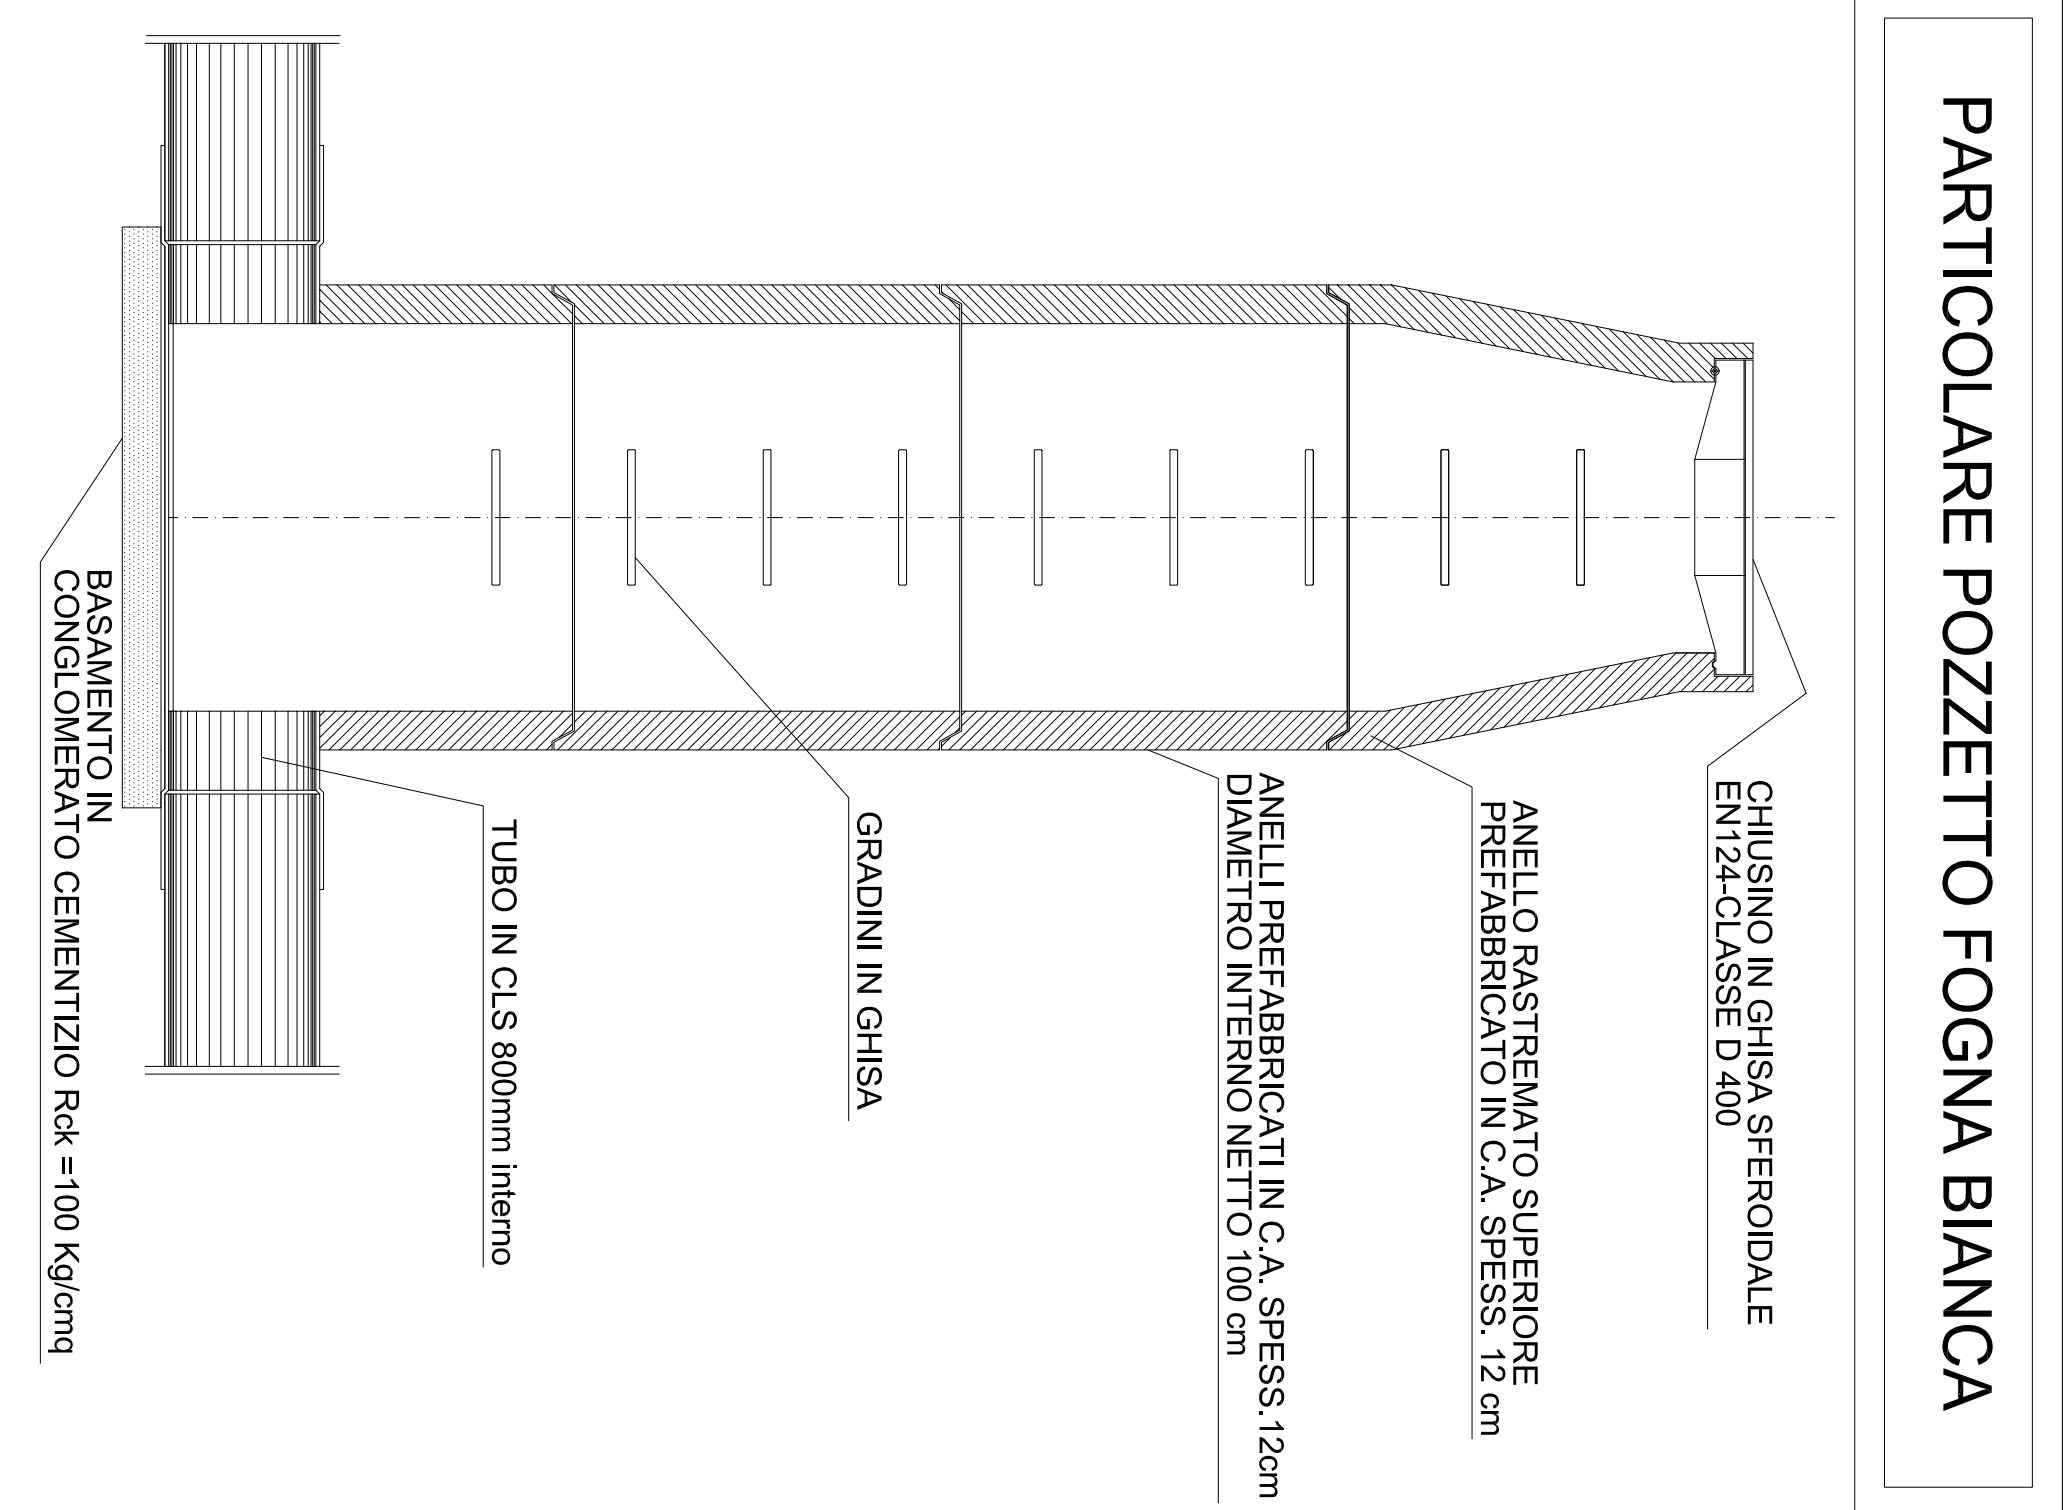 PARTICOLARE POZZETTO FOGNA BIANCA
CHIUSINO IN GHISA SFEROIDALE
EN124-CLASSE D 400
ANELLO RASTREMATO SUPERIORE
PREFABBRICATO IN C.A. SPESS. 12 cm
ANELLI PREFABBRICATI IN C.A. SPESS.12cm
DIAMETRO INTERNO NETTO 100 cm
GRADINI IN GHISA
TUBO IN CLS 800mm interno
BASAMENTO IN
CONGLOMERATO CEMENTIZIO Rck =100 Kg/cmq